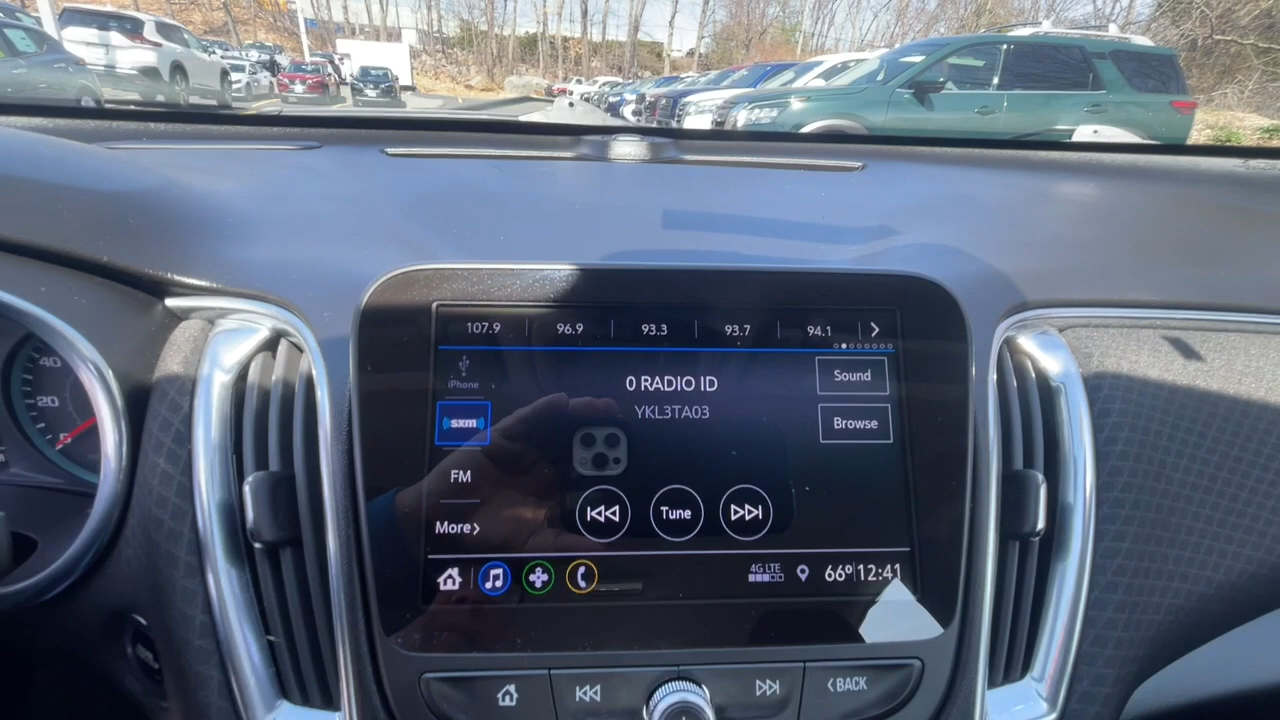 107.9 96.9 93.3 93.7 94.1
iPhone
0 RADIO ID
Sound
YKL3TA03
sxm
Browse
FM
Tune
More
4G LTE
66° 12:41
BACK
40
20
0